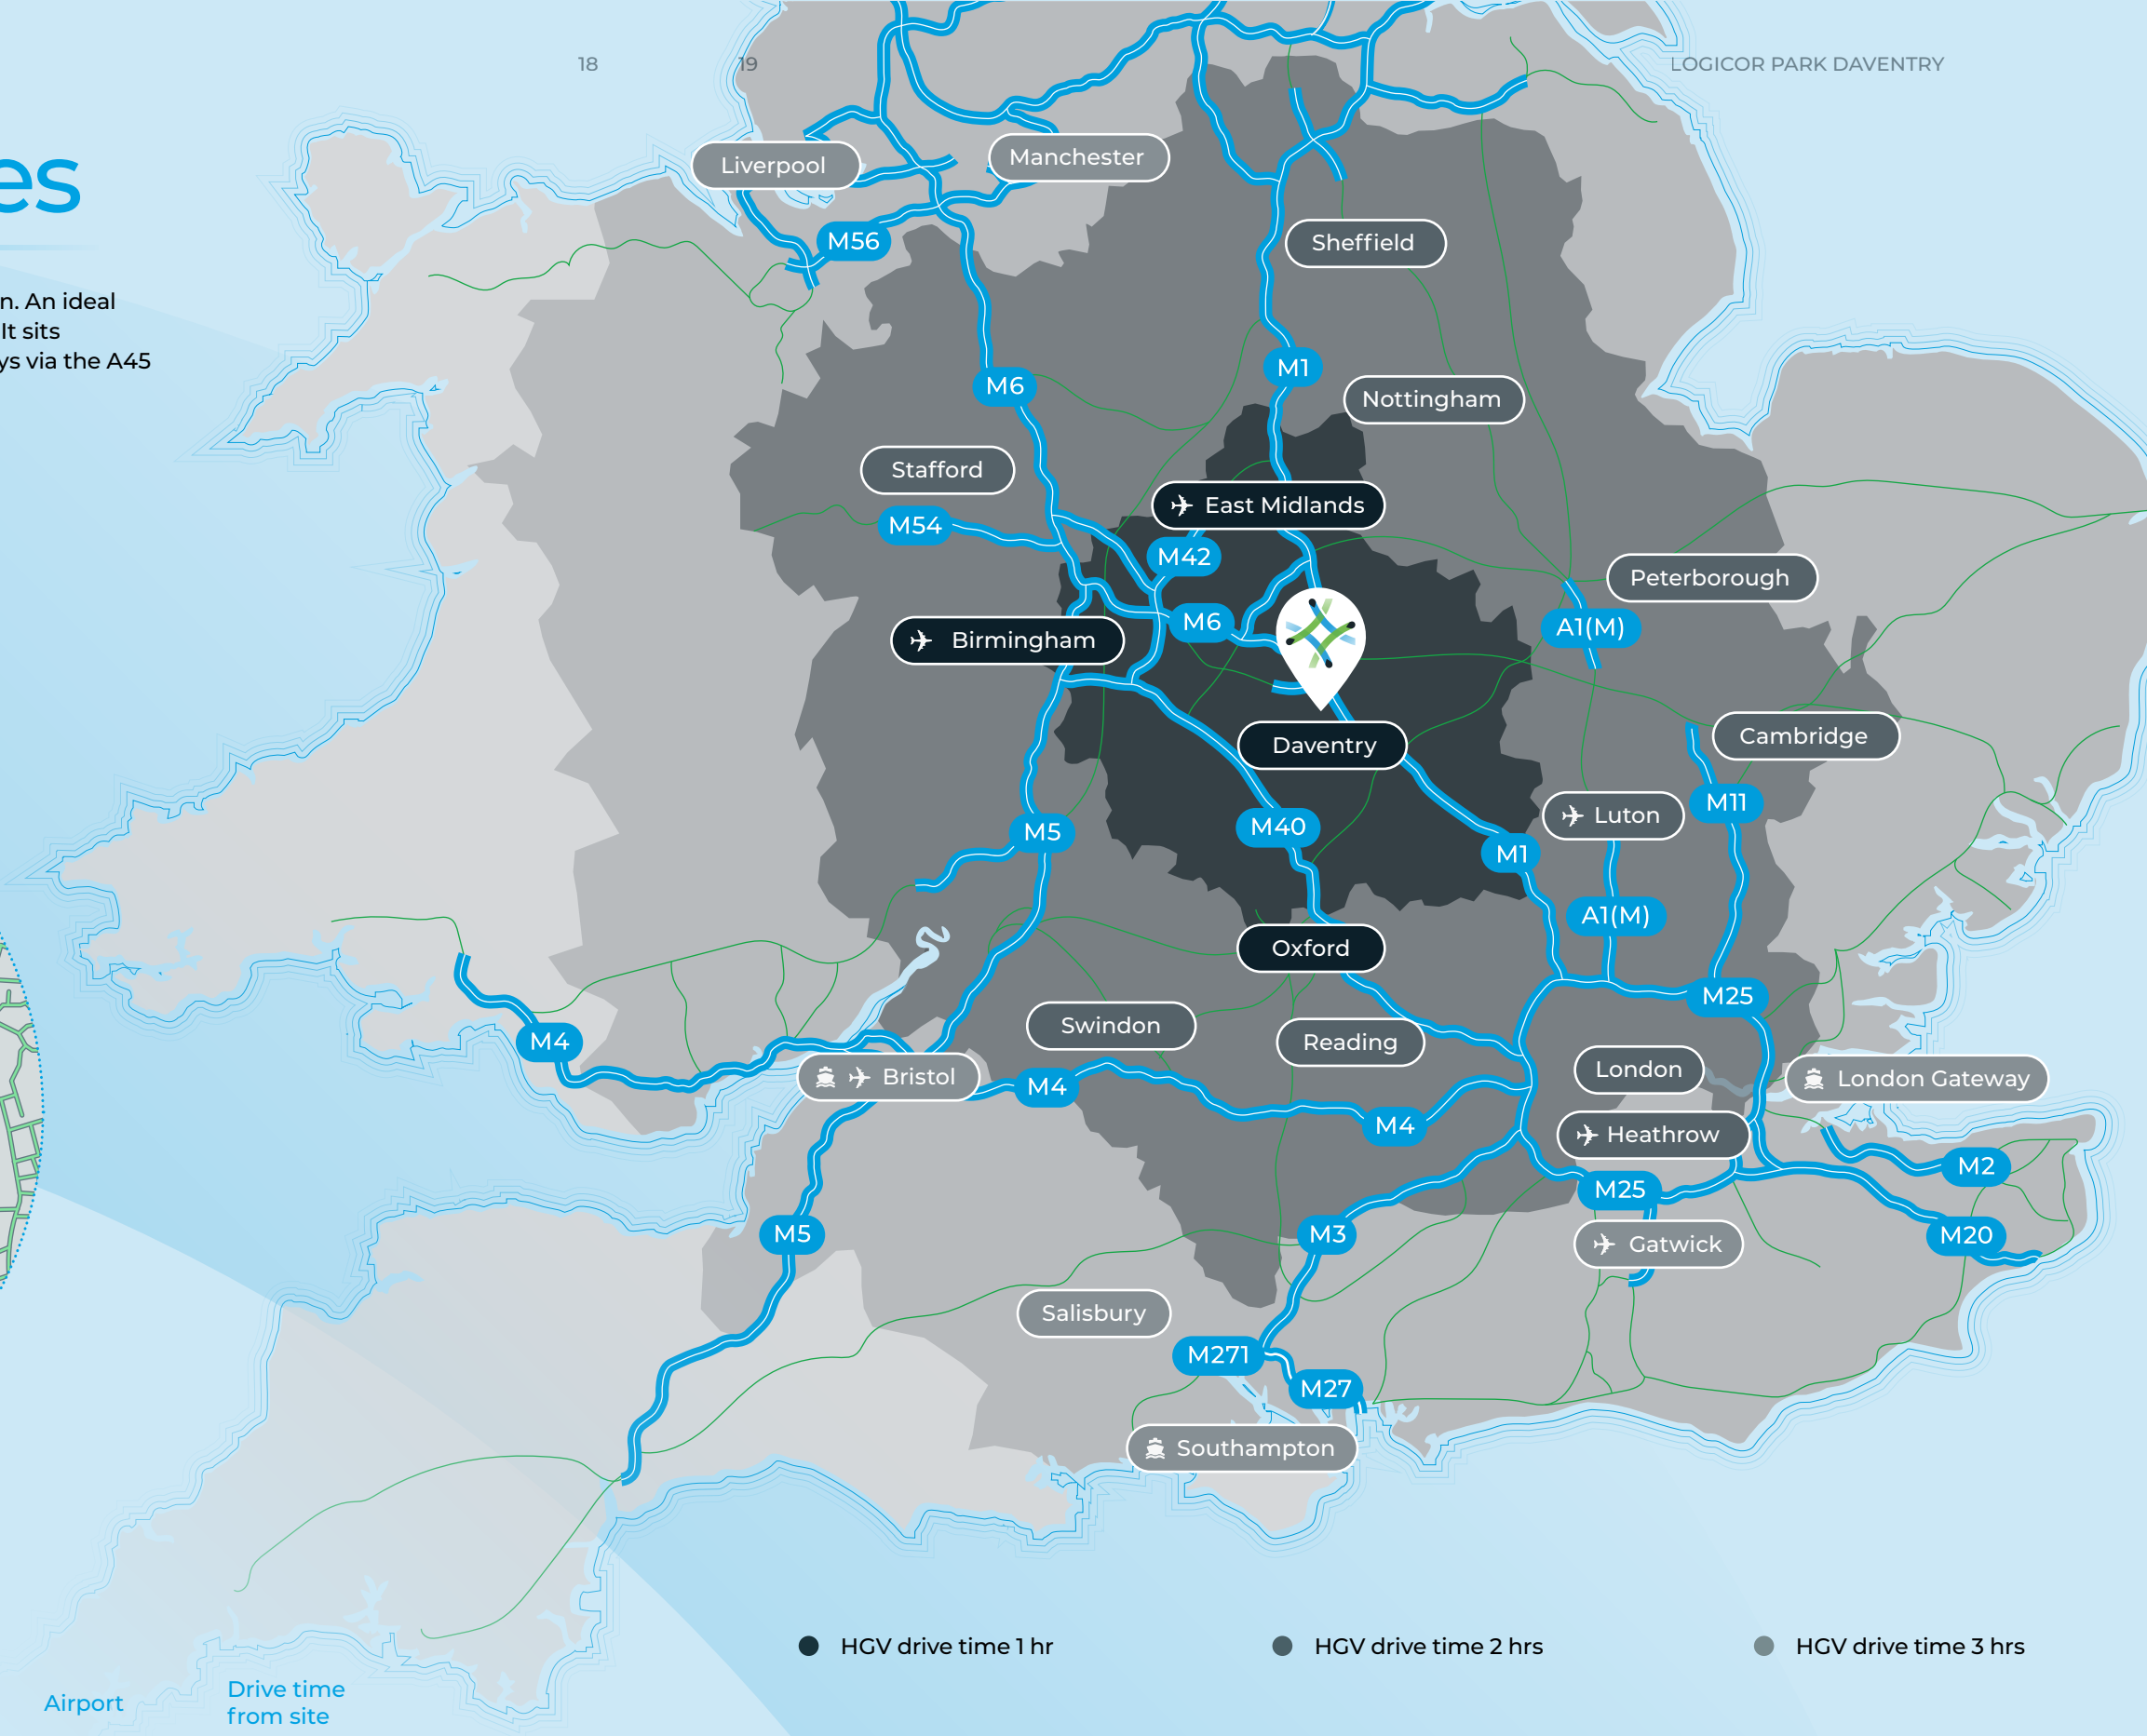 18
19
LOGICOR PARK DAVENTRY
es
n. An ideal
It sits
ys via the A45
Liverpool
Manchester
M56
Sheffield
M6
M1
Nottingham
Stafford
East Midlands
M54
M42
Peterborough
M6
A1(M)
Birmingham
Daventry
Cambridge
M5
M40
M1
Luton
M11
A1(M)
Oxford
M25
M4
Swindon
Reading
Bristol
M4
London
London Gateway
M4
Heathrow
M2
M25
M5
M3
Gatwick
M20
Salisbury
M271
M27
Southampton
HGV drive time 1 hr
HGV drive time 2 hrs
HGV drive time 3 hrs
Airport
Drive time
from site